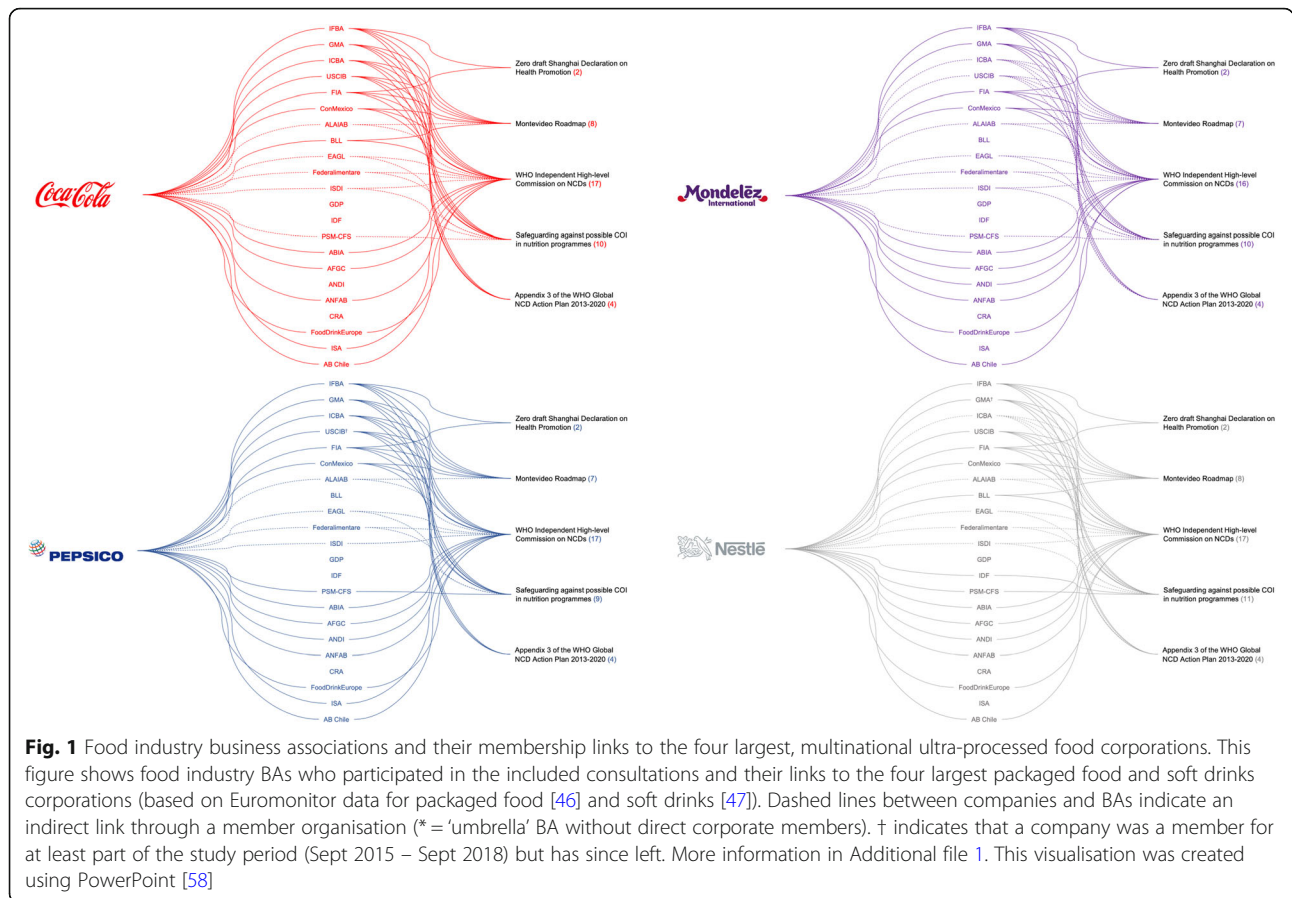 IFBA
GMA
ICBA
USCIB
FIA
ConMexico
ALAIAB
BLL
EAGL
Federalimentare
ISDI
GDP
IDF
PSM-CFS
ABIA
AFGC
ANDI
ANFAB
CRA
FoodDrinkEurope
ISA
AB Chile
Coca-Cola
Zero draft Shanghai Declaration on
Health Promotion (2)
Montevideo Roadmap (8)
WHO Independent High-level
Commission on NCDs (17)
Safeguarding against possible COI
in nutrition programmes (10)
Appendix 3 of the WHO Global
NCD Action Plan 2013-2020 (4)
IFBA
GMA
ICBA
USCIB
FIA
ConMexico
ALAIAB
BLL
EAGL
Federalimentare
ISDI
GDP
IDF
PSM-CFS
ABIA
AFGC
ANDI
ANFAB
CRA
FoodDrinkEurope
ISA
AB Chile
Mondelēz
International
Zero draft Shanghai Declaration on
Health Promotion (2)
Montevideo Roadmap (7)
WHO Independent High-level
Commission on NCDs (16)
Safeguarding against possible COI
in nutrition programmes (10)
Appendix 3 of the WHO Global
NCD Action Plan 2013-2020 (4)
IFBA
GMA
ICBA
USCIB†
FIA
ConMexico
ALAIAB
BLL
EAGL
Federalimentare
ISDI
GDP
IDF
PSM-CFS
ABIA
AFGC
ANDI
ANFAB
CRA
FoodDrinkEurope
ISA
AB Chile
PEPSICO
Zero draft Shanghai Declaration on
Health Promotion (2)
Montevideo Roadmap (7)
WHO Independent High-level
Commission on NCDs (17)
Safeguarding against possible COI
in nutrition programmes (9)
Appendix 3 of the WHO Global
NCD Action Plan 2013-2020 (4)
IFBA
GMA†
ICBA
USCIB
FIA
ConMexico
ALAIAB
BLL
EAGL
Federalimentare
ISDI
GDP
IDF
PSM-CFS
ABIA
AFGC
ANDI
ANFAB
CRA
FoodDrinkEurope
ISA
AB Chile
Nestlé
Zero draft Shanghai Declaration on
Health Promotion (2)
Montevideo Roadmap (8)
WHO Independent High-level
Commission on NCDs (17)
Safeguarding against possible COI
in nutrition programmes (11)
Appendix 3 of the WHO Global
NCD Action Plan 2013-2020 (4)
Fig. 1 Food industry business associations and their membership links to the four largest, multinational ultra-processed food corporations. This
figure shows food industry BAs who participated in the included consultations and their links to the four largest packaged food and soft drinks
corporations (based on Euromonitor data for packaged food [46] and soft drinks [47]). Dashed lines between companies and BAs indicate an
indirect link through a member organisation (* = 'umbrella' BA without direct corporate members). † indicates that a company was a member for
at least part of the study period (Sept 2015 – Sept 2018) but has since left. More information in Additional file 1. This visualisation was created
using PowerPoint [58]